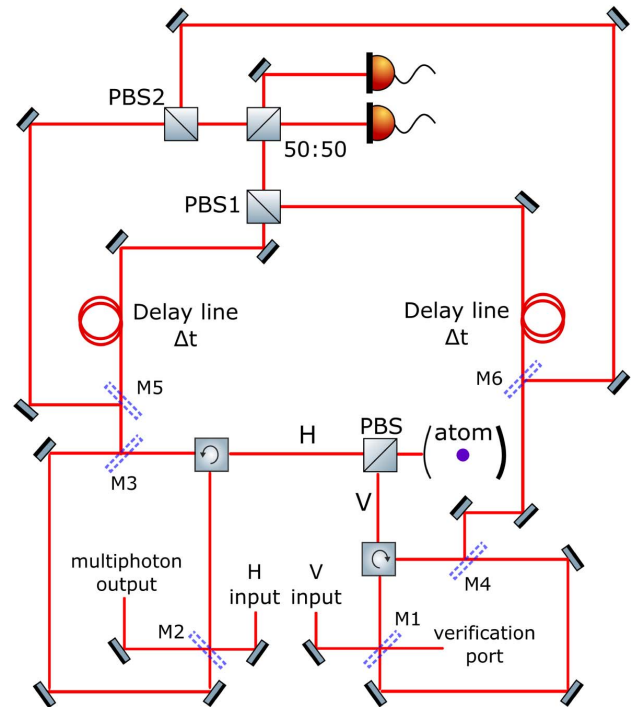 PBS2
50:50
PBS1
Delay line
Δt
Delay line
Δt
M5
M6
H
PBS
atom
M3
V
M4
multiphoton
output
H
input
V
input
M2
M1
verification
port